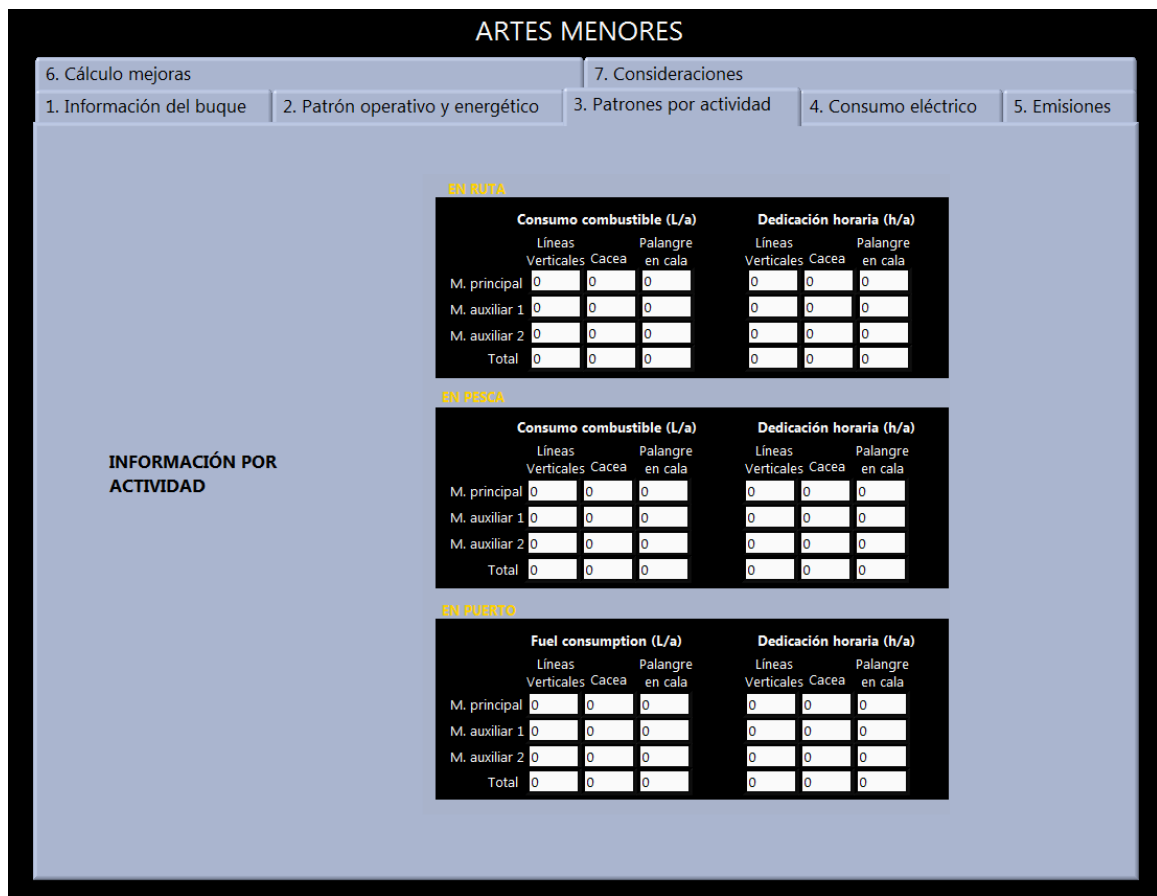 ARTES MENORES
6. Cálculo mejoras 7. Consideraciones
1. Información del buque 2. Patrón operativo y energético 3. Patrones por actividad 4. Consumo eléctrico 5. Emisiones
INFORMACIÓN POR
ACTIVIDAD
EN RUTA
Consumo combustible (L/a) Dedicación horaria (h/a)
Líneas Palangre Líneas Palangre
Verticales Cacea en cala Verticales Cacea en cala
M. principal 0 0 0 0 0 0
M. auxiliar 1 0 0 0 0 0 0
M. auxiliar 2 0 0 0 0 0 0
Total 0 0 0 0 0 0
EN PESCA
Consumo combustible (L/a) Dedicación horaria (h/a)
Líneas Palangre Líneas Palangre
Verticales Cacea en cala Verticales Cacea en cala
M. principal 0 0 0 0 0 0
M. auxiliar 1 0 0 0 0 0 0
M. auxiliar 2 0 0 0 0 0 0
Total 0 0 0 0 0 0
EN PUERTO
Fuel consumption (L/a) Dedicación horaria (h/a)
Líneas Palangre Líneas Palangre
Verticales Cacea en cala Verticales Cacea en cala
M. principal 0 0 0 0 0 0
M. auxiliar 1 0 0 0 0 0 0
M. auxiliar 2 0 0 0 0 0 0
Total 0 0 0 0 0 0